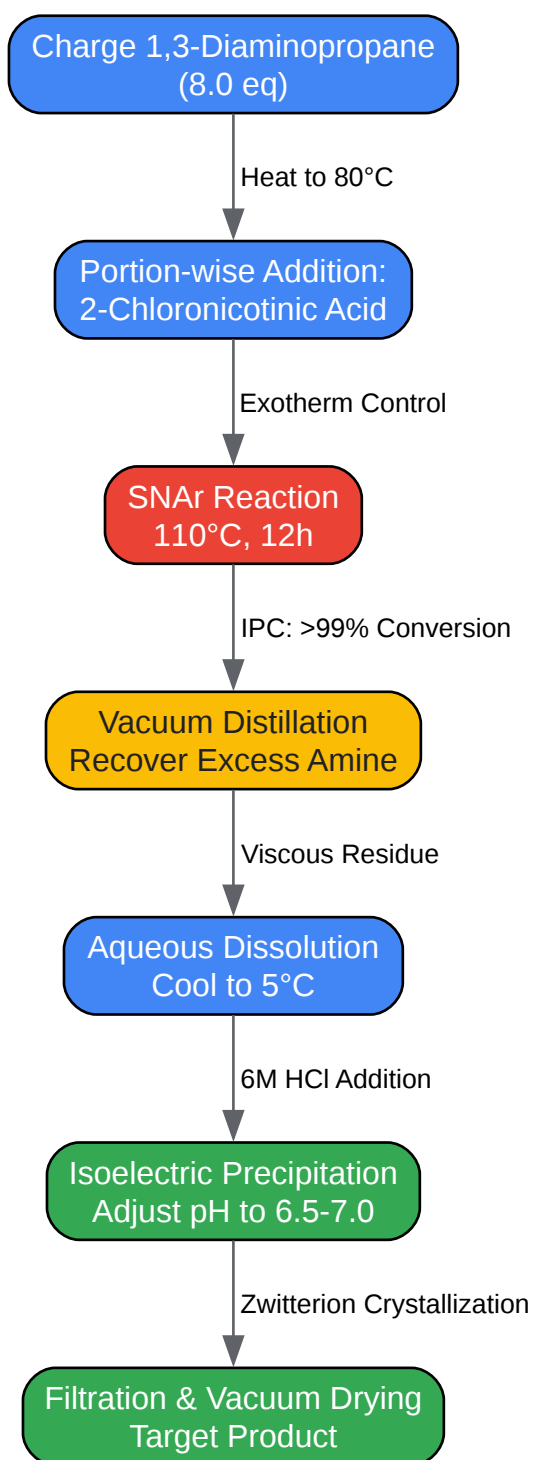 Charge 1,3-Diaminopropane
(8.0 eq)
Heat to 80°C
Portion-wise Addition:
2-Chloronicotinic Acid
Exotherm Control
SNAr Reaction
110°C, 12h
IPC: >99% Conversion
Vacuum Distillation
Recover Excess Amine
Viscous Residue
Aqueous Dissolution
Cool to 5°C
6M HCl Addition
Isoelectric Precipitation
Adjust pH to 6.5-7.0
Zwitterion Crystallization
Filtration & Vacuum Drying
Target Product